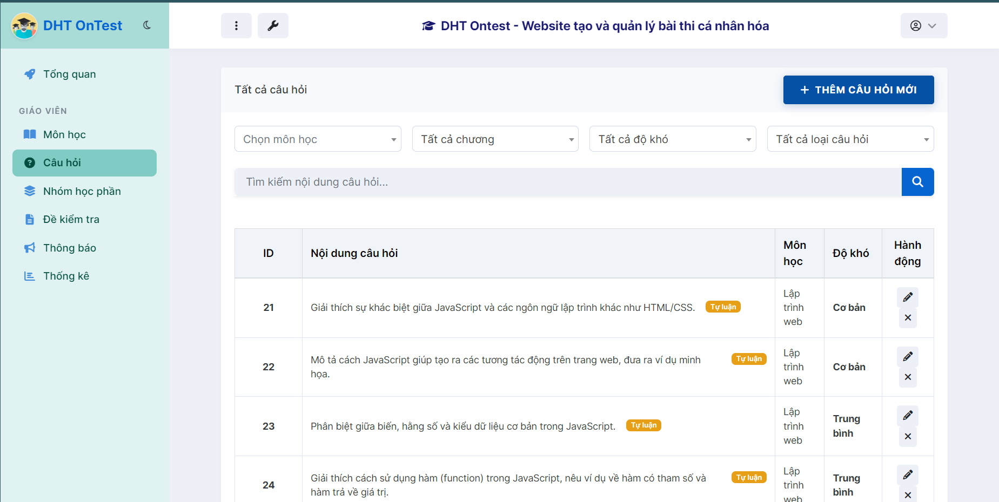 DHT OnTest
DHT Ontest - Website tạo và quản lý bài thi cá nhân hóa
Tổng quan
GIÁO VIÊN
Môn học
Câu hỏi
Nhóm học phần
Đề kiểm tra
Thông báo
Thống kê
Tất cả câu hỏi
+ THÊM CÂU HỎI MỚI
Chọn môn học
Tất cả chương
Tất cả độ khó
Tất cả loại câu hỏi
Tìm kiếm nội dung câu hỏi...
ID
Nội dung câu hỏi
Môn
học
Độ khó
Hành
động
21
Giải thích sự khác biệt giữa JavaScript và các ngôn ngữ lập trình khác như HTML/CSS.
Tự luận
Lập
trình
web
Cơ bản
22
Mô tả cách JavaScript giúp tạo ra các tương tác động trên trang web, đưa ra ví dụ minh
họa.
Tự luận
Lập
trình
web
Cơ bản
23
Phân biệt giữa biến, hằng số và kiểu dữ liệu cơ bản trong JavaScript.
Tự luận
Lập
trình
web
Trung
bình
24
Giải thích cách sử dụng hàm (function) trong JavaScript, nêu ví dụ về hàm có tham số và
hàm trả về giá trị.
Tự luận
Lập
trình
web
Trung
bình